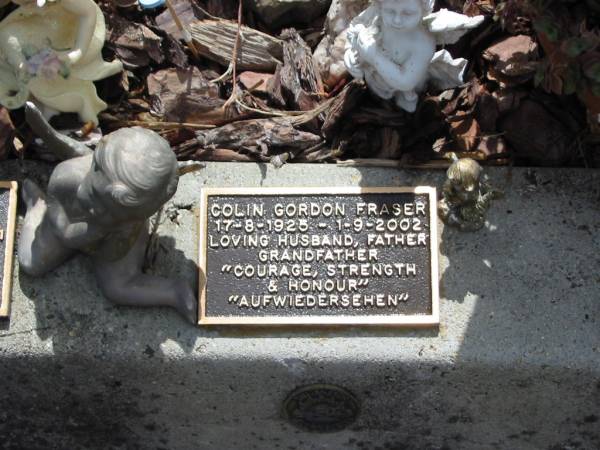 COLIN GORDON FRASER
17-8-1925 - 1-9-2002
LOVING HUSBAND, FATHER
GRANDFATHER
"COURAGE, STRENGTH
& HONOUR"
"AUFWIEDERSEHEN"